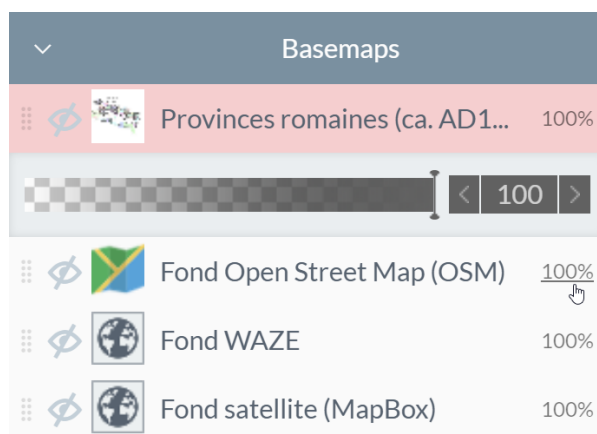 Basemaps
Provinces romaines (ca. AD1... 100%
100
Fond Open Street Map (OSM) 100%
Fond WAZE 100%
Fond satellite (MapBox) 100%